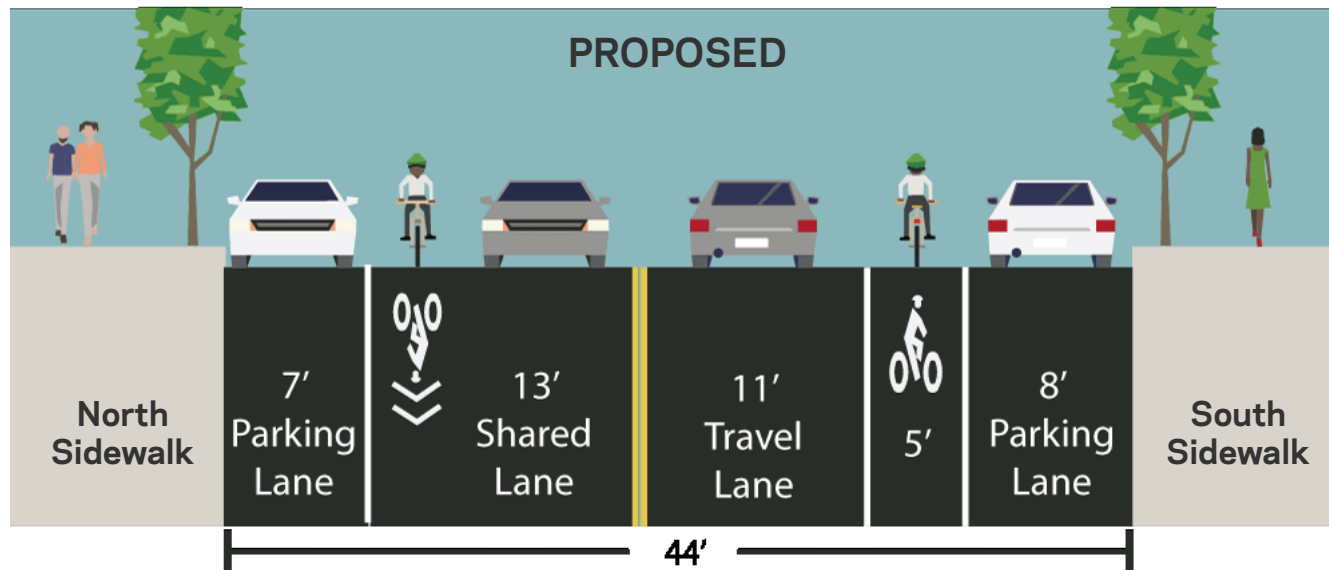 PROPOSED
North
Sidewalk
7′
Parking
Lane
13′
Shared
Lane
11′
Travel
Lane
5′
8′
Parking
Lane
South
Sidewalk
44′